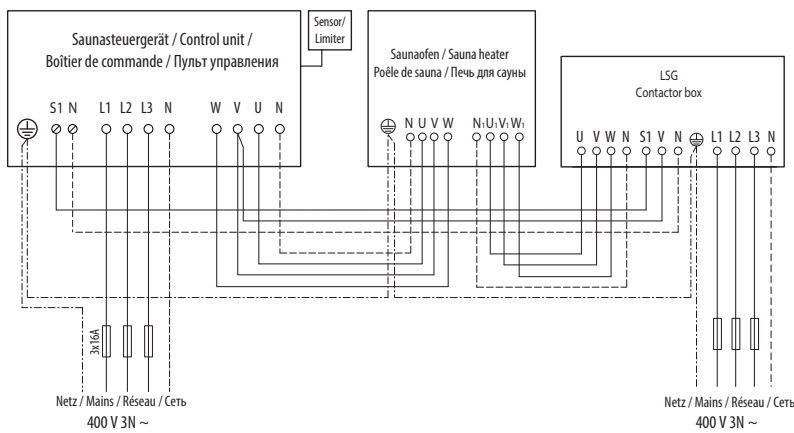 Saunasteuergerät / Control unit /
Boîtier de commande / Пульт управления
Sensor/
Limiter
S1 N L1 L2 L3 N W V U N
Saunaofen / Sauna heater
Poêle de sauna / Печь для сауны
N U V W N1 U1 V1 W1
LSG
Contactor box
U V W N S1 V N L1 L2 L3 N
3x16A
Netz / Mains / Réseau / Сеть
400 V 3N ~
Netz / Mains / Réseau / Сеть
400 V 3N ~